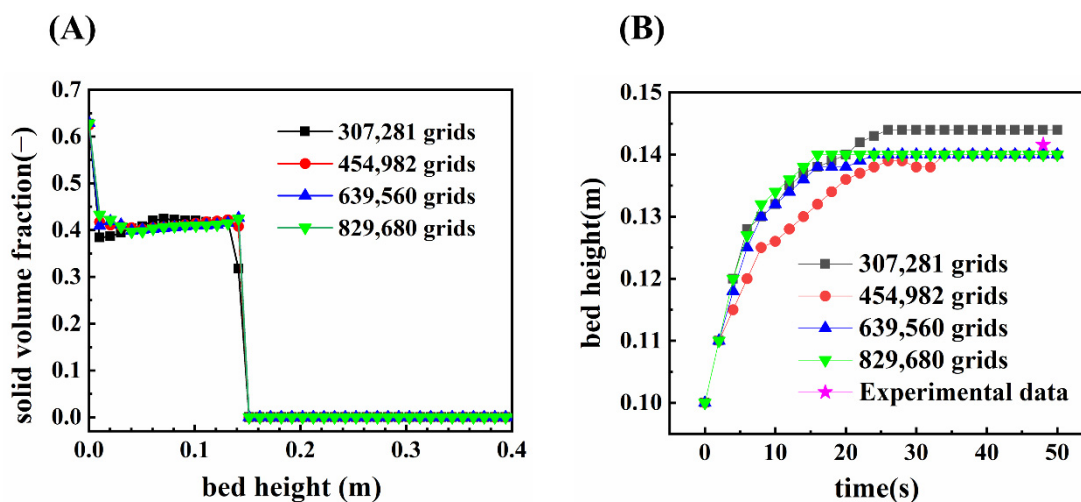 (A)
0.7
0.6
0.5
0.4
0.3
0.2
0.1
0.0
solid volume fraction(−)
307,281 grids
454,982 grids
639,560 grids
829,680 grids
0.0 0.1 0.2 0.3 0.4
bed height (m)
(B)
0.15
0.14
0.13
0.12
0.11
0.10
bed height(m)
307,281 grids
454,982 grids
639,560 grids
829,680 grids
Experimental data
0 10 20 30 40 50
time(s)